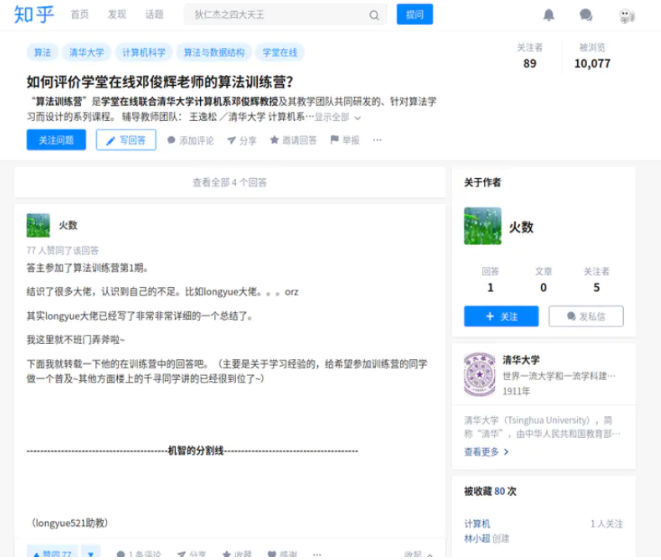 知乎 首页 发现 话题 狄仁杰之四大天王 提问
算法 清华大学 计算机科学 算法与数据结构 学堂在线
关注者 被浏览
89 10,077
如何评价学堂在线邓俊辉老师的算法训练营？
“算法训练营”是学堂在线联合清华大学计算机系邓俊辉教授及其教学团队共同研发的、针对算法学
习而设计的系列课程。 辅导教师团队： 王逸松 ／清华大学 计算机系…显示全部
关注问题 写回答 添加评论 分享 邀请回答 举报 ···
查看全部 4 个回答
火数
77 人赞同了该回答
答主参加了算法训练营第1期。
结识了很多大佬，认识到自己的不足。比如longyue大佬。。。orz
其实longyue大佬已经写了非常非常详细的一个总结了。
我这里就不班门弄斧啦~
下面我就转载一下他的在训练营中的回答吧。（主要是关于学习经验的，给希望参加训练营的同学
做一个普及~其他方面楼上的千寻同学讲的已经很到位了~）
-----------------------------------------机智的分割线---------------------------------------
（longyue521助教）
赞同 77 1 条评论 分享 收藏 感谢 ··· 收起
关于作者
火数
回答 文章 关注者
1 0 5
+ 关注 发私信
清华大学
世界一流大学和一流学科建…
1911年
清华大学（Tsinghua University），简
称“清华”，由中华人民共和国教育部…
查看更多
被收藏 80 次
计算机 1 人关注
林小超 创建